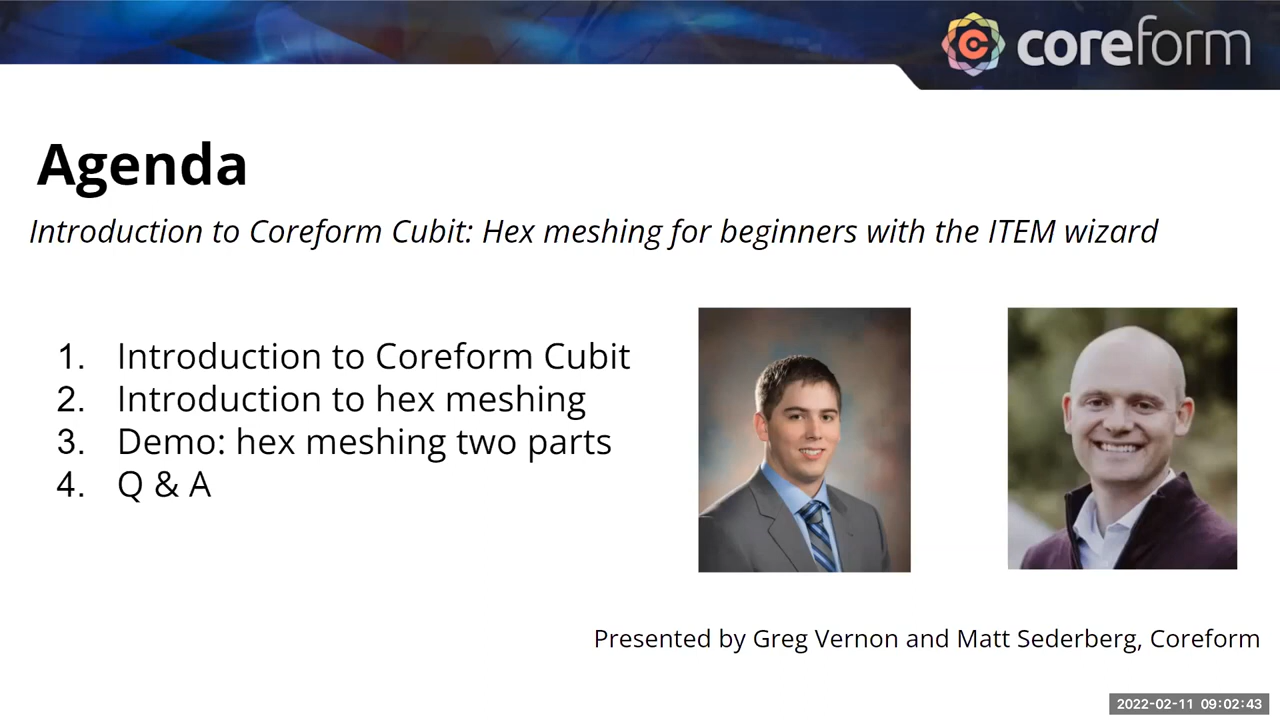 coreform
Agenda
Introduction to Coreform Cubit: Hex meshing for beginners with the ITEM wizard
1. Introduction to Coreform Cubit
2. Introduction to hex meshing
3. Demo: hex meshing two parts
4. Q & A
Presented by Greg Vernon and Matt Sederberg, Coreform
2022-02-11 09:02:43